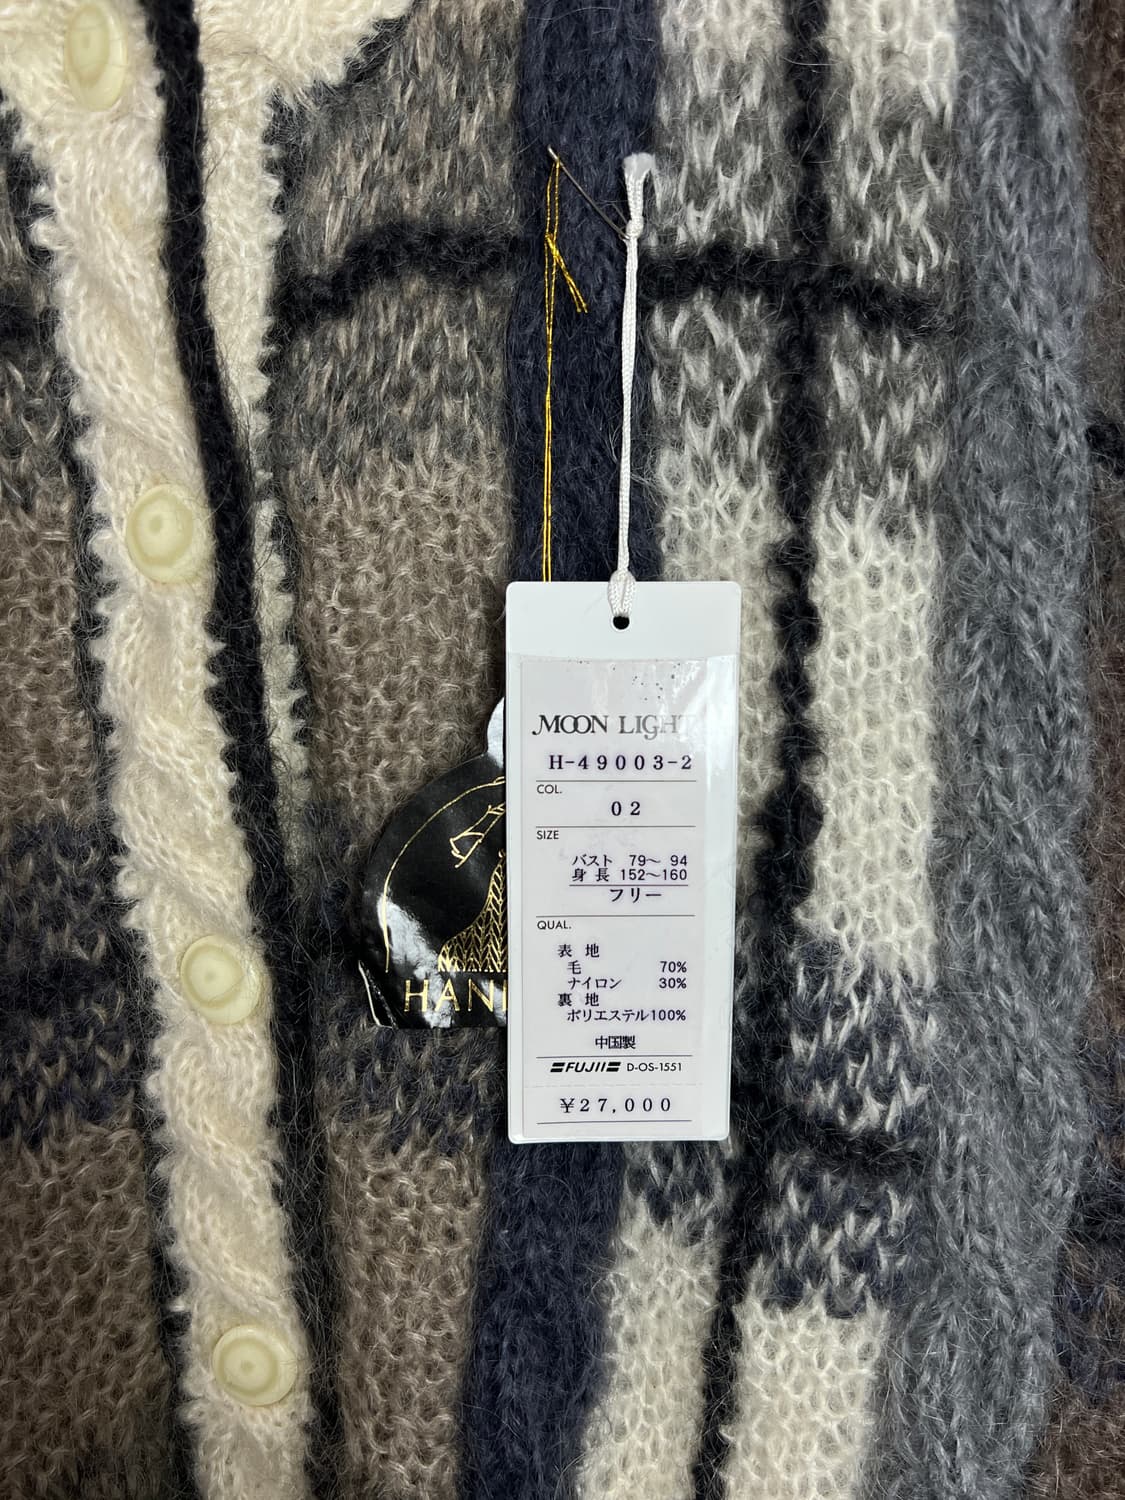 MOON LIGHT
H-49003-2
COL.
02
SIZE
バスト 79～ 94
身 長 152～160
フリー
QUAL.
表 地
毛 70%
ナイロン 30%
裏 地
ポリエステル100%
中国製
FUJII D-OS-1551
￥27,000
HAN